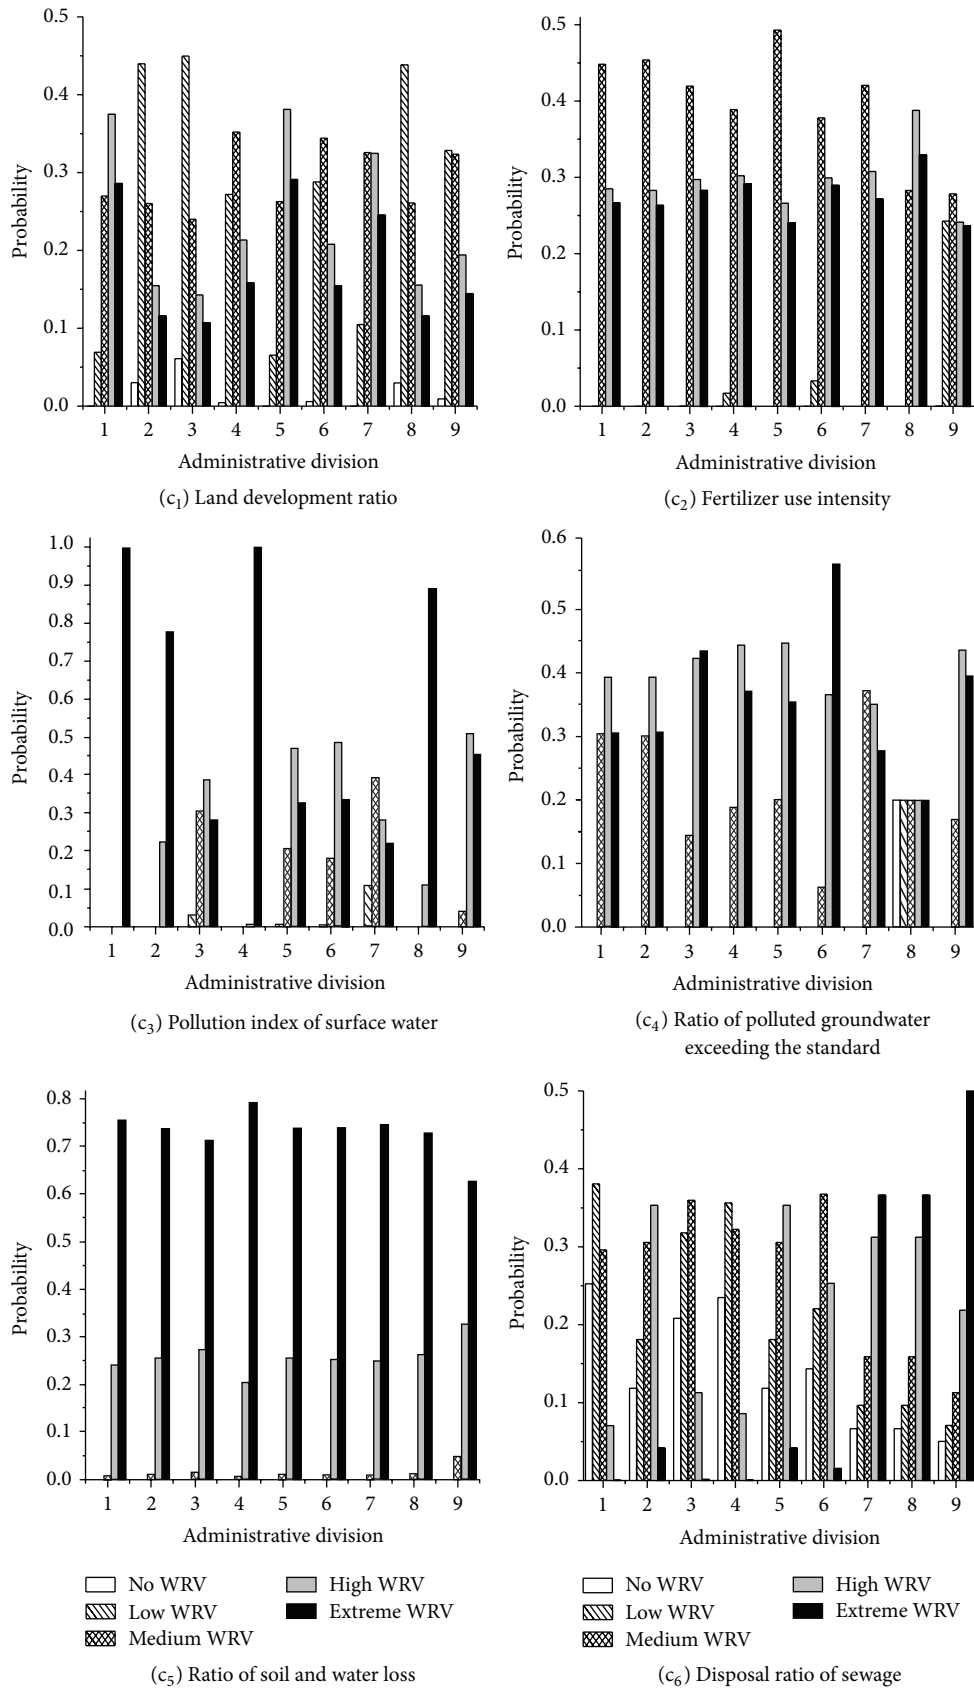 0.5
0.4
0.3
0.2
0.1
0.0
Probability
1 2 3 4 5 6 7 8 9
Administrative division
(c1) Land development ratio
0.5
0.4
0.3
0.2
0.1
0.0
Probability
1 2 3 4 5 6 7 8 9
Administrative division
(c2) Fertilizer use intensity
1.0
0.9
0.8
0.7
0.6
0.5
0.4
0.3
0.2
0.1
0.0
Probability
1 2 3 4 5 6 7 8 9
Administrative division
(c3) Pollution index of surface water
0.6
0.5
0.4
0.3
0.2
0.1
0.0
Probability
1 2 3 4 5 6 7 8 9
Administrative division
(c4) Ratio of polluted groundwater
exceeding the standard
0.8
0.7
0.6
0.5
0.4
0.3
0.2
0.1
0.0
Probability
1 2 3 4 5 6 7 8 9
Administrative division
No WRV
Low WRV
Medium WRV
High WRV
Extreme WRV
(c5) Ratio of soil and water loss
0.5
0.4
0.3
0.2
0.1
0.0
Probability
1 2 3 4 5 6 7 8 9
Administrative division
No WRV
Low WRV
Medium WRV
High WRV
Extreme WRV
(c6) Disposal ratio of sewage